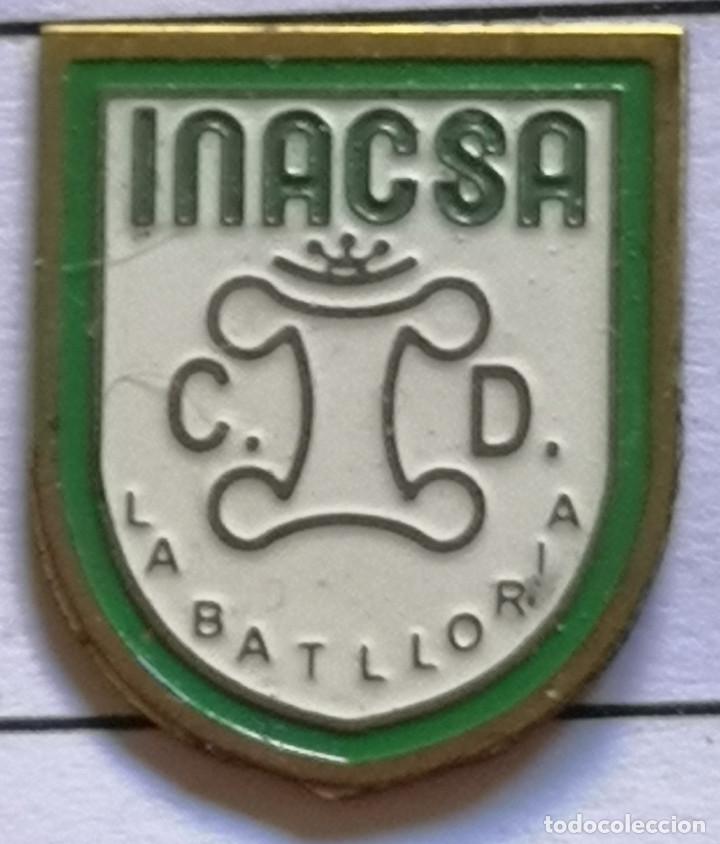 INACSA
C. D.
LA BATLLORIA
todocoleccion